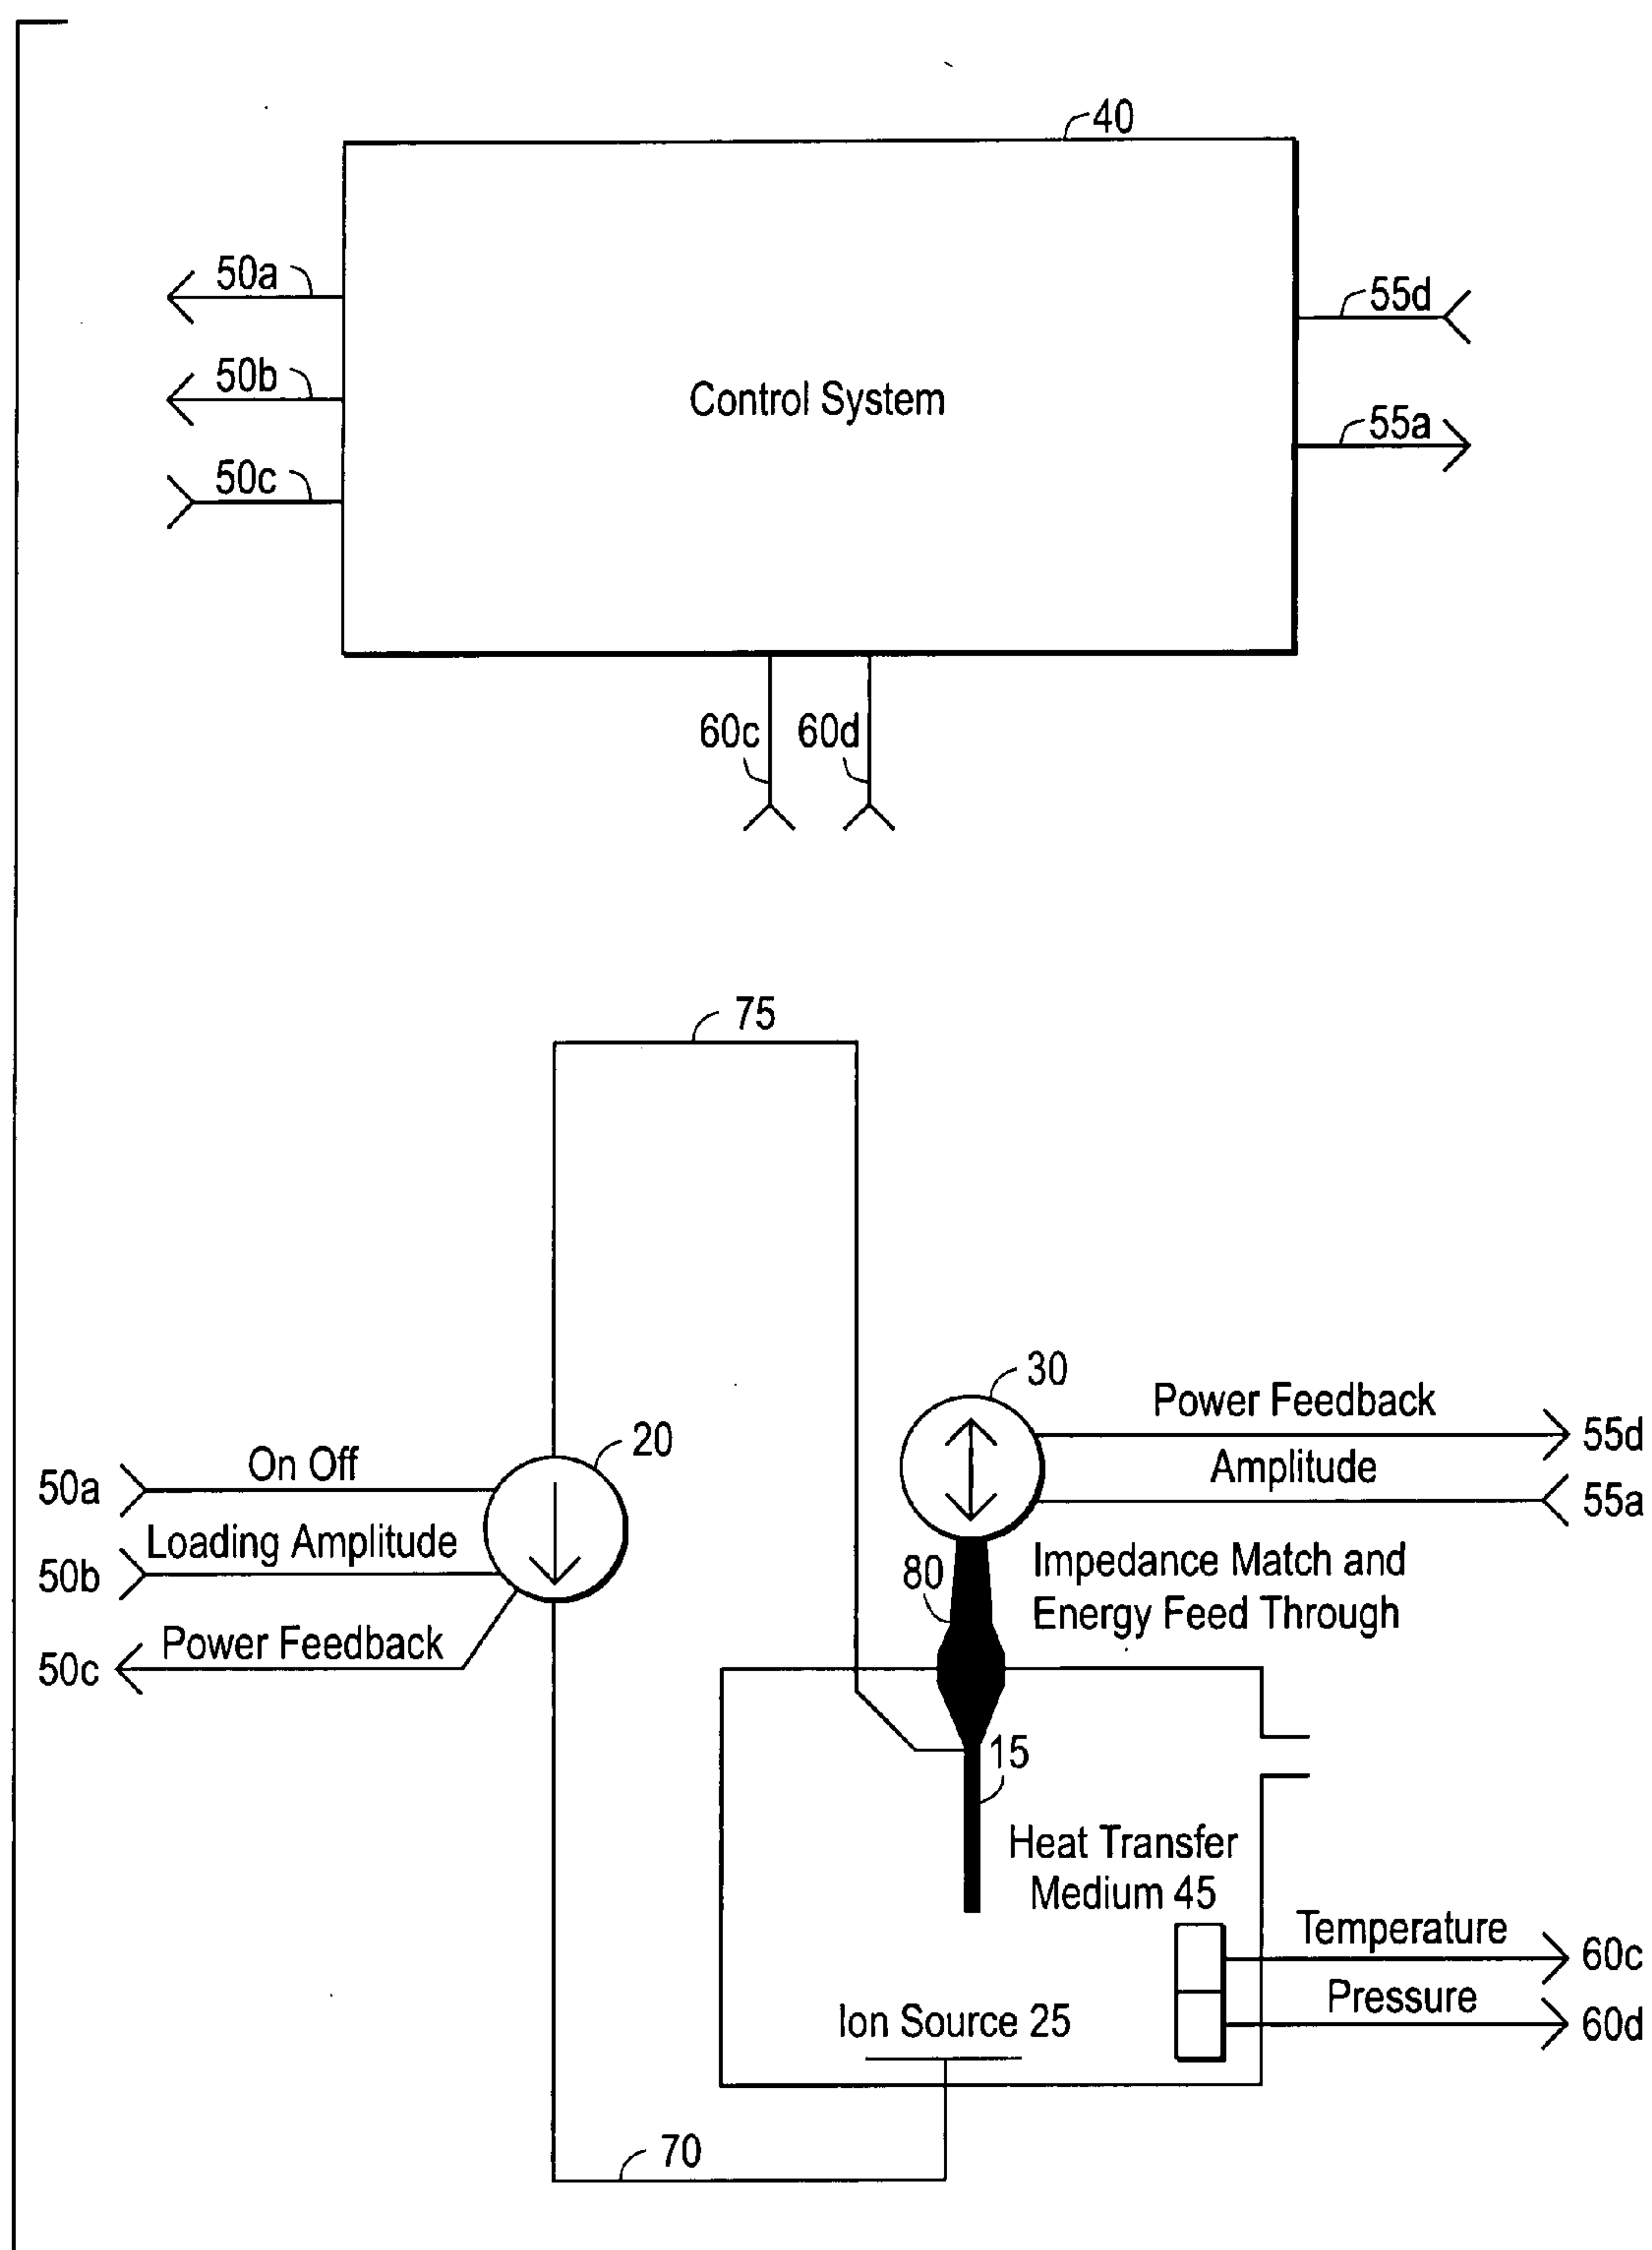 40
50a
55d
50b
Control System
55a
50c
60c 60d
75
30
Power Feedback
55d
20
On Off
Amplitude
50a
55a
Loading Amplitude
50b
80
Impedance Match and
Energy Feed Through
Power Feedback
50c
15
Heat Transfer
Medium 45
Temperature
60c
Pressure
Ion Source 25
60d
70